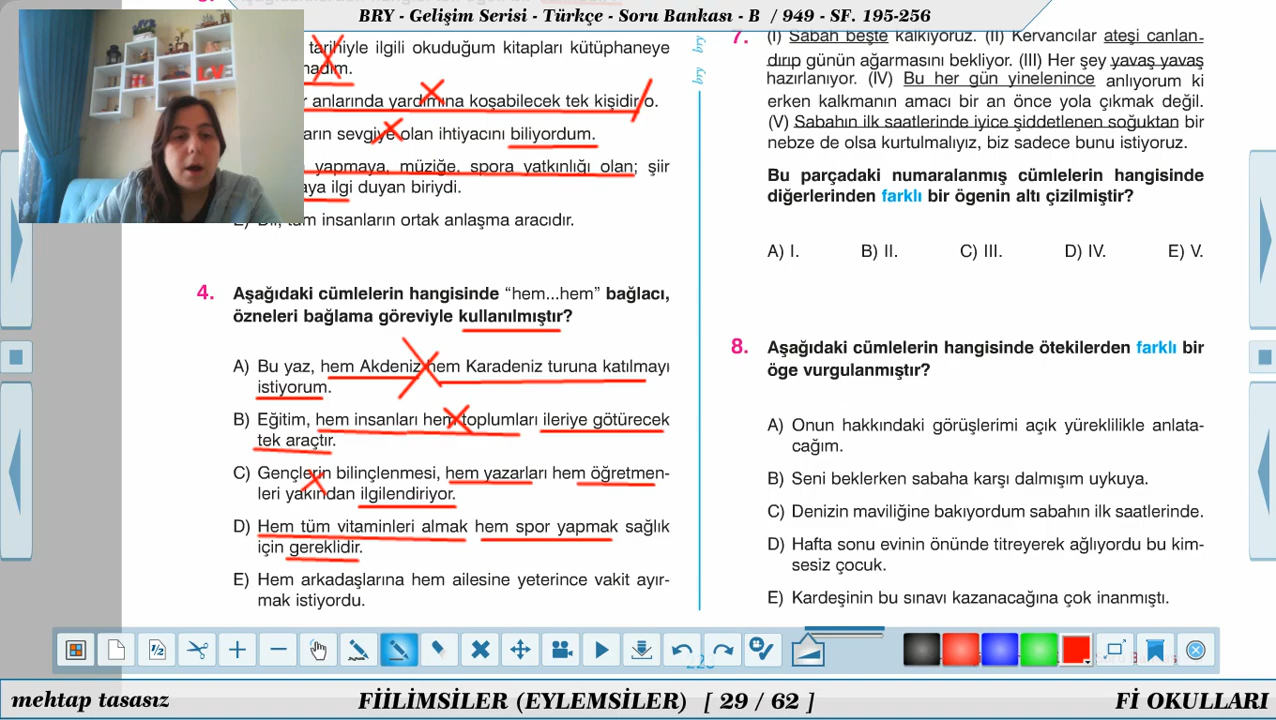 BRY - Gelişim Serisi - Türkçe - Soru Bankası - B / 949 - SF. 195-256
tarihiyle ilgili okuduğum kitapları kütüphaneye
anlarında yardımına koşabilecek tek kişidir o.
sevgiye olan ihtiyacını biliyordum.
yapmaya, müziğe, spora yatkınlığı olan; şiir
ilgi duyan biriydi.
E) Dil, tüm insanların ortak anlaşma aracıdır.
4. Aşağıdaki cümlelerin hangisinde “hem...hem” bağlacı,
özneleri bağlama göreviyle kullanılmıştır?
A) Bu yaz, hem Akdeniz hem Karadeniz turuna katılmayı
istiyorum.
B) Eğitim, hem insanları hem toplumları ileriye götürecek
tek araçtır.
C) Gençlerin bilinçlenmesi, hem yazarları hem öğretmen-
leri yakından ilgilendiriyor.
D) Hem tüm vitaminleri almak hem spor yapmak sağlık
için gereklidir.
E) Hem arkadaşlarına hem ailesine yeterince vakit ayır-
mak istiyordu.
bry bry
7. (I) Sabah beşte kalkıyoruz. (II) Kervancılar ateşi canlan-
dırıp günün ağarmasını bekliyor. (III) Her şey yavaş yavaş
hazırlanıyor. (IV) Bu her gün yinelenince anlıyorum ki
erken kalkmanın amacı bir an önce yola çıkmak değil.
(V) Sabahın ilk saatlerinde iyice şiddetlenen soğuktan bir
nebze de olsa kurtulmalıyız, biz sadece bunu istiyoruz.
Bu parçadaki numaralanmış cümlelerin hangisinde
diğerlerinden farklı bir ögenin altı çizilmiştir?
A) I. B) II. C) III. D) IV. E) V.
8. Aşağıdaki cümlelerin hangisinde ötekilerden farklı bir
öge vurgulanmıştır?
A) Onun hakkındaki görüşlerimi açık yüreklilikle anlata-
cağım.
B) Seni beklerken sabaha karşı dalmışım uykuya.
C) Denizin maviliğine bakıyordum sabahın ilk saatlerinde.
D) Hafta sonu evinin önünde titreyerek ağlıyordu bu kim-
sesiz çocuk.
E) Kardeşinin bu sınavı kazanacağına çok inanmıştı.
1/2
mehtap tasasız FİİLİMSİLER (EYLEMSİLER) [ 29 / 62 ] Fİ OKULLARI